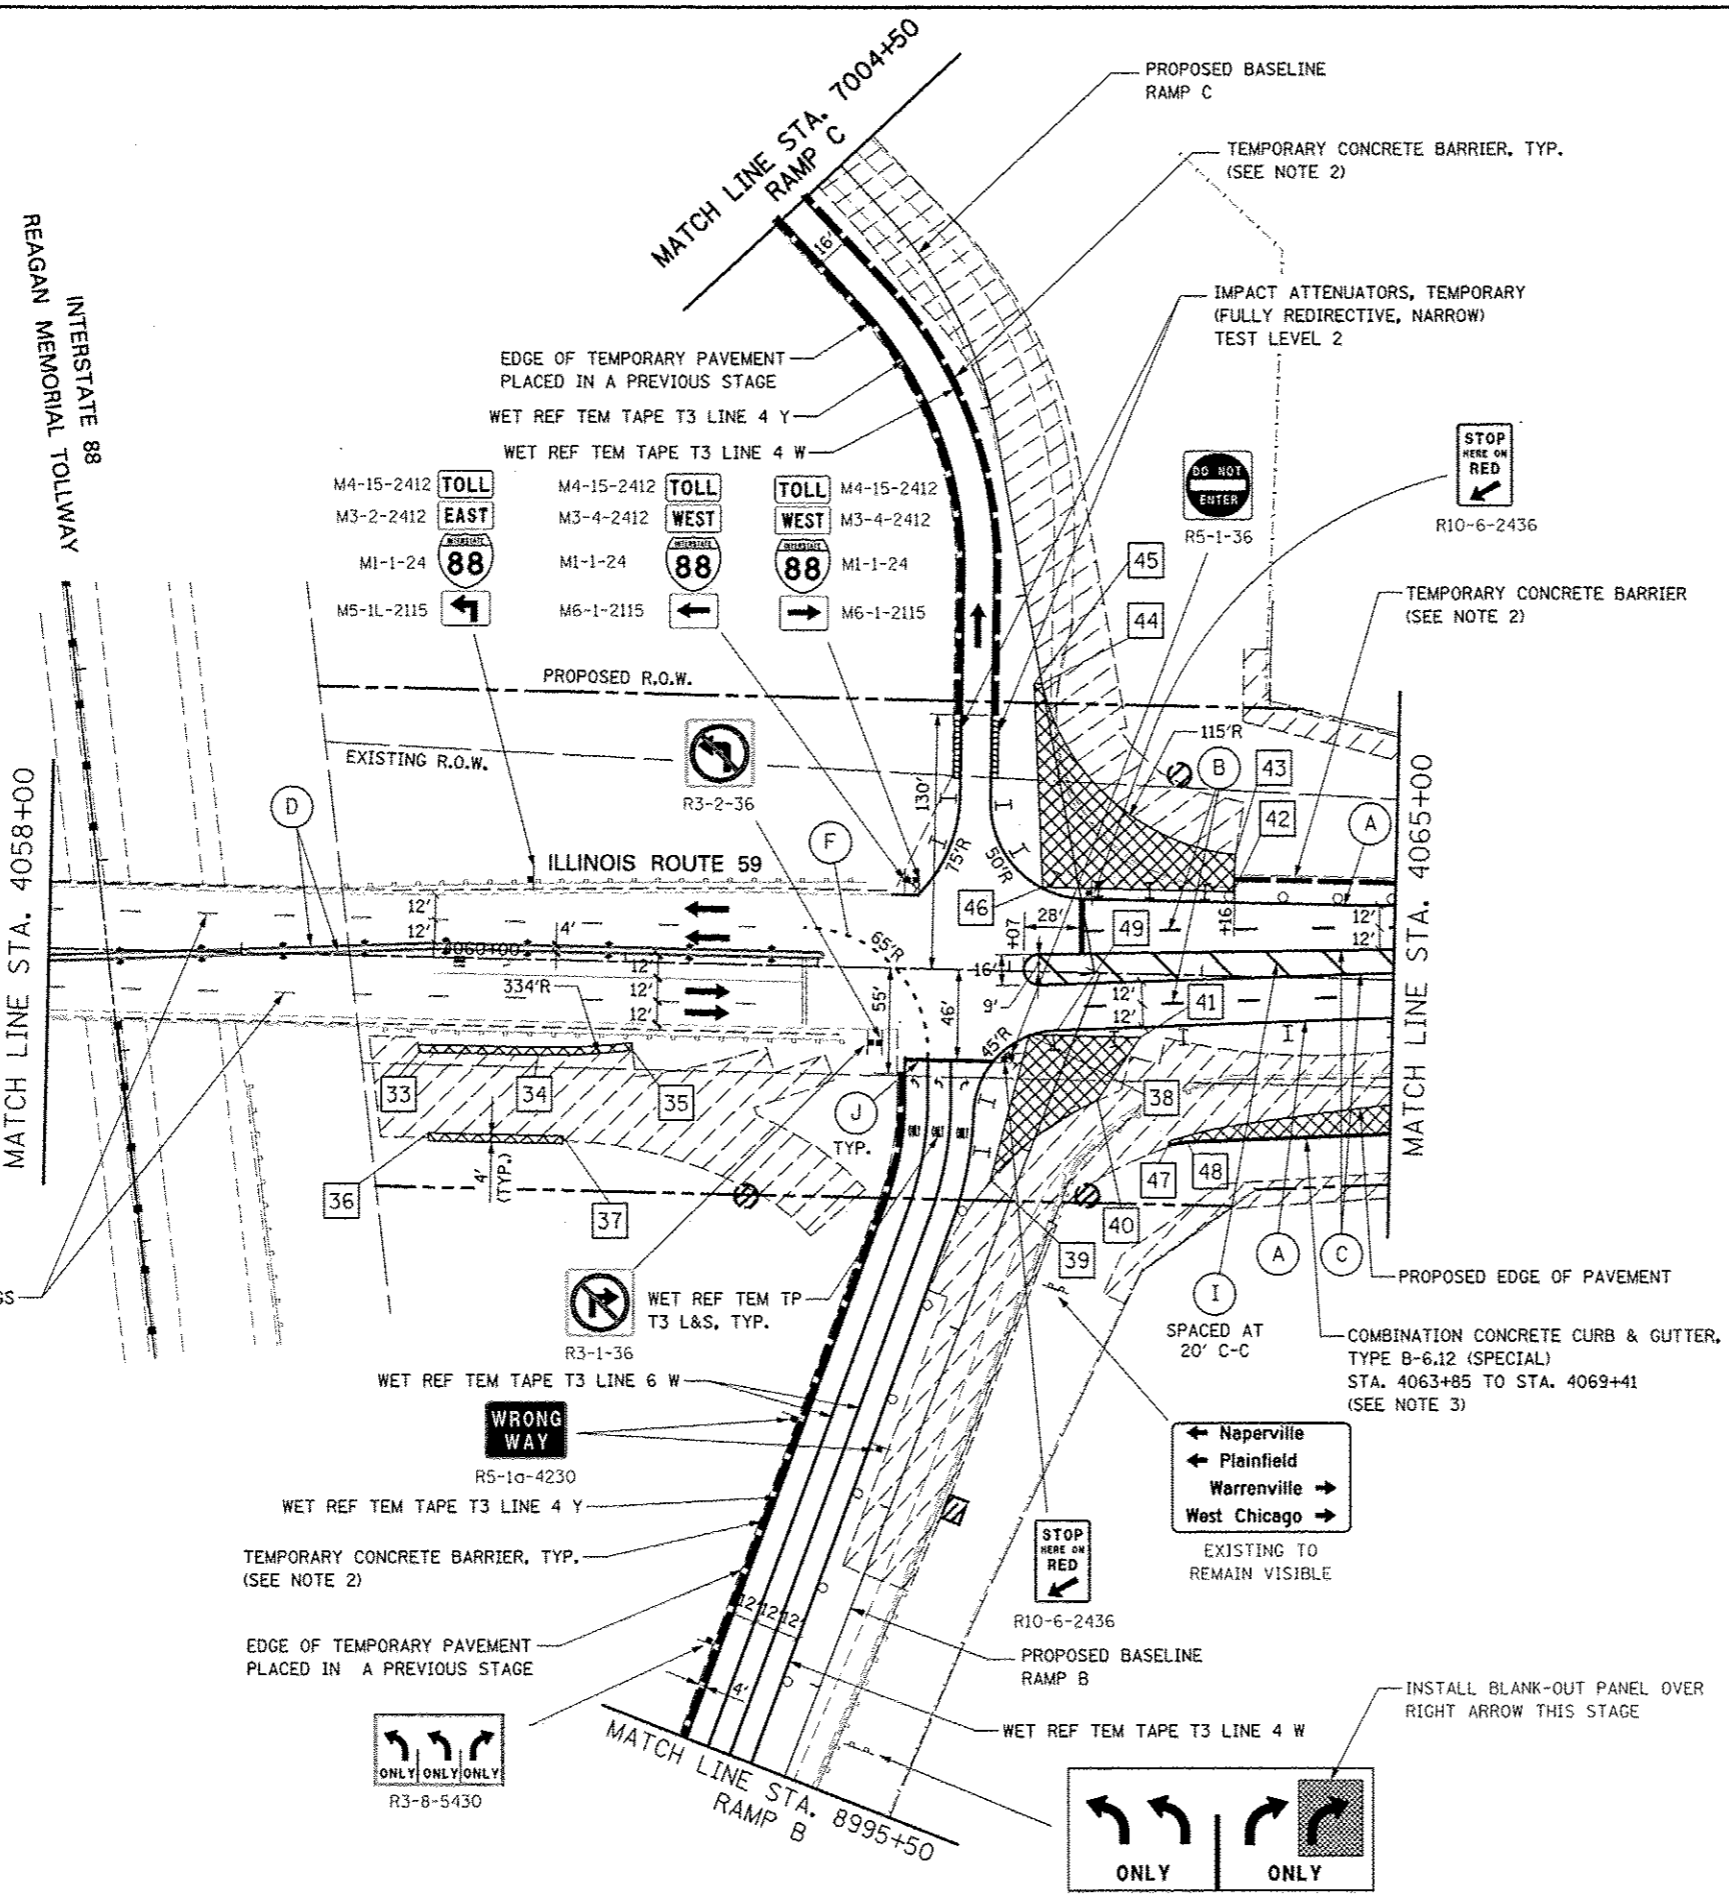 MATCH LINE STA. 7004+50
RAMP C
PROPOSED BASELINE
RAMP C
TEMPORARY CONCRETE BARRIER, TYP.
(SEE NOTE 2)
16'
INTERSTATE 88
REAGAN MEMORIAL TOLLWAY
IMPACT ATTENUATORS, TEMPORARY
(FULLY REDIRECTIVE, NARROW)
TEST LEVEL 2
EDGE OF TEMPORARY PAVEMENT
PLACED IN A PREVIOUS STAGE
WET REF TEM TAPE T3 LINE 4 Y
WET REF TEM TAPE T3 LINE 4 W
M4-15-2412 TOLL
M3-2-2412 EAST
M1-1-24 INTERSTATE 88
M5-1L-2115
M4-15-2412 TOLL
M3-4-2412 WEST
M1-1-24 INTERSTATE 88
M6-1-2115
TOLL M4-15-2412
WEST M3-4-2412
INTERSTATE 88 M1-1-24
M6-1-2115
DO NOT
ENTER
R5-1-36
STOP
HERE ON
RED
R10-6-2436
45
44
TEMPORARY CONCRETE BARRIER
(SEE NOTE 2)
PROPOSED R.O.W.
EXISTING R.O.W.
R3-2-36
130'
115'R
B
43
42
A
D
F
ILLINOIS ROUTE 59
75'R
50'R
46
MATCH LINE STA. 4058+00
MATCH LINE STA. 4065+00
12'
12'
4'
4060+00
65'R
+07
28'
49
+16
12'
12'
334'R
12'
12'
12'
55'
46'
16'
9'
12'
12'
41
45'R
33
34
35
J
TYP.
38
36
4'
(TYP.)
37
ONLY
ONLY
ONLY
47
48
40
39
A
C
I
SPACED AT
20' C-C
PROPOSED EDGE OF PAVEMENT
GS
R3-1-36
WET REF TEM TP
T3 L&S, TYP.
COMBINATION CONCRETE CURB & GUTTER,
TYPE B-6.12 (SPECIAL)
STA. 4063+85 TO STA. 4069+41
(SEE NOTE 3)
WET REF TEM TAPE T3 LINE 6 W
WRONG
WAY
R5-1a-4230
WET REF TEM TAPE T3 LINE 4 Y
TEMPORARY CONCRETE BARRIER, TYP.
(SEE NOTE 2)
Naperville
Plainfield
Warrenville
West Chicago
EXISTING TO
REMAIN VISIBLE
STOP
HERE ON
RED
R10-6-2436
12'
12'
12'
EDGE OF TEMPORARY PAVEMENT
PLACED IN A PREVIOUS STAGE
PROPOSED BASELINE
RAMP B
4'
INSTALL BLANK-OUT PANEL OVER
RIGHT ARROW THIS STAGE
WET REF TEM TAPE T3 LINE 4 W
ONLY ONLY ONLY
R3-8-5430
MATCH LINE STA. 8995+50
RAMP B
ONLY ONLY